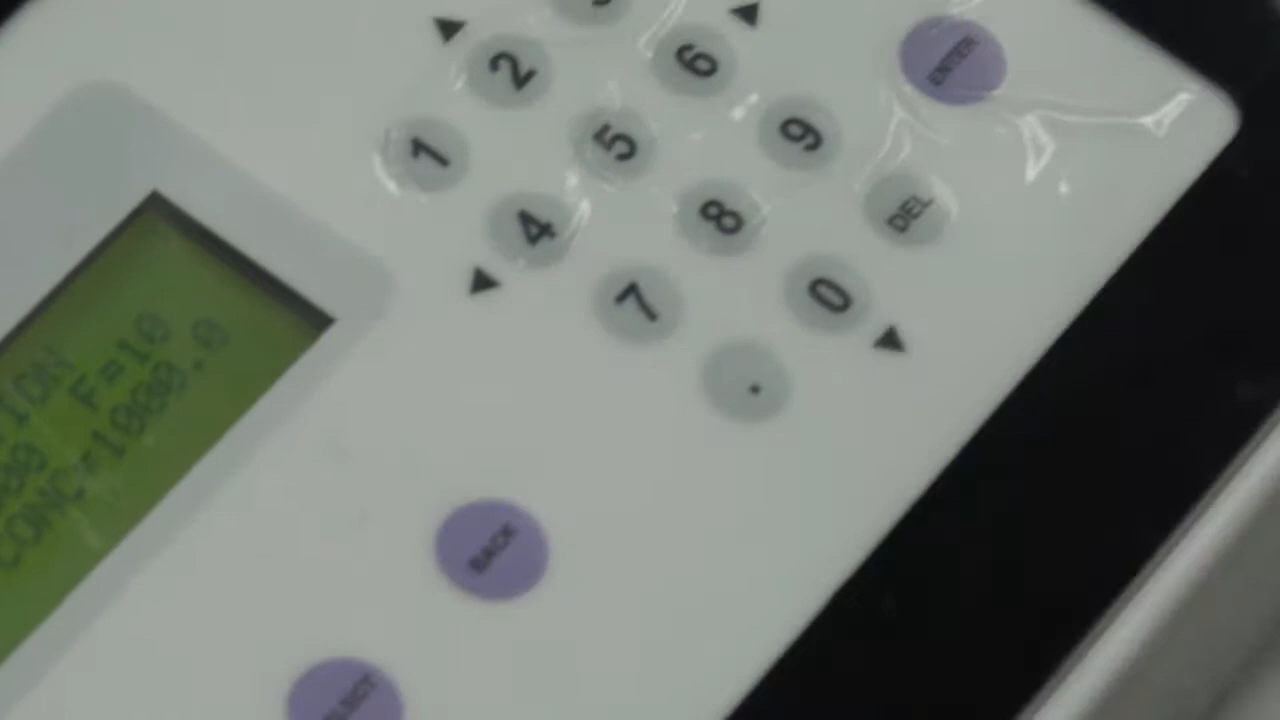 F=10
CONC=1000.0
1 2
4 5 6
7 8 9
. 0 DEL
ENTER
BACK